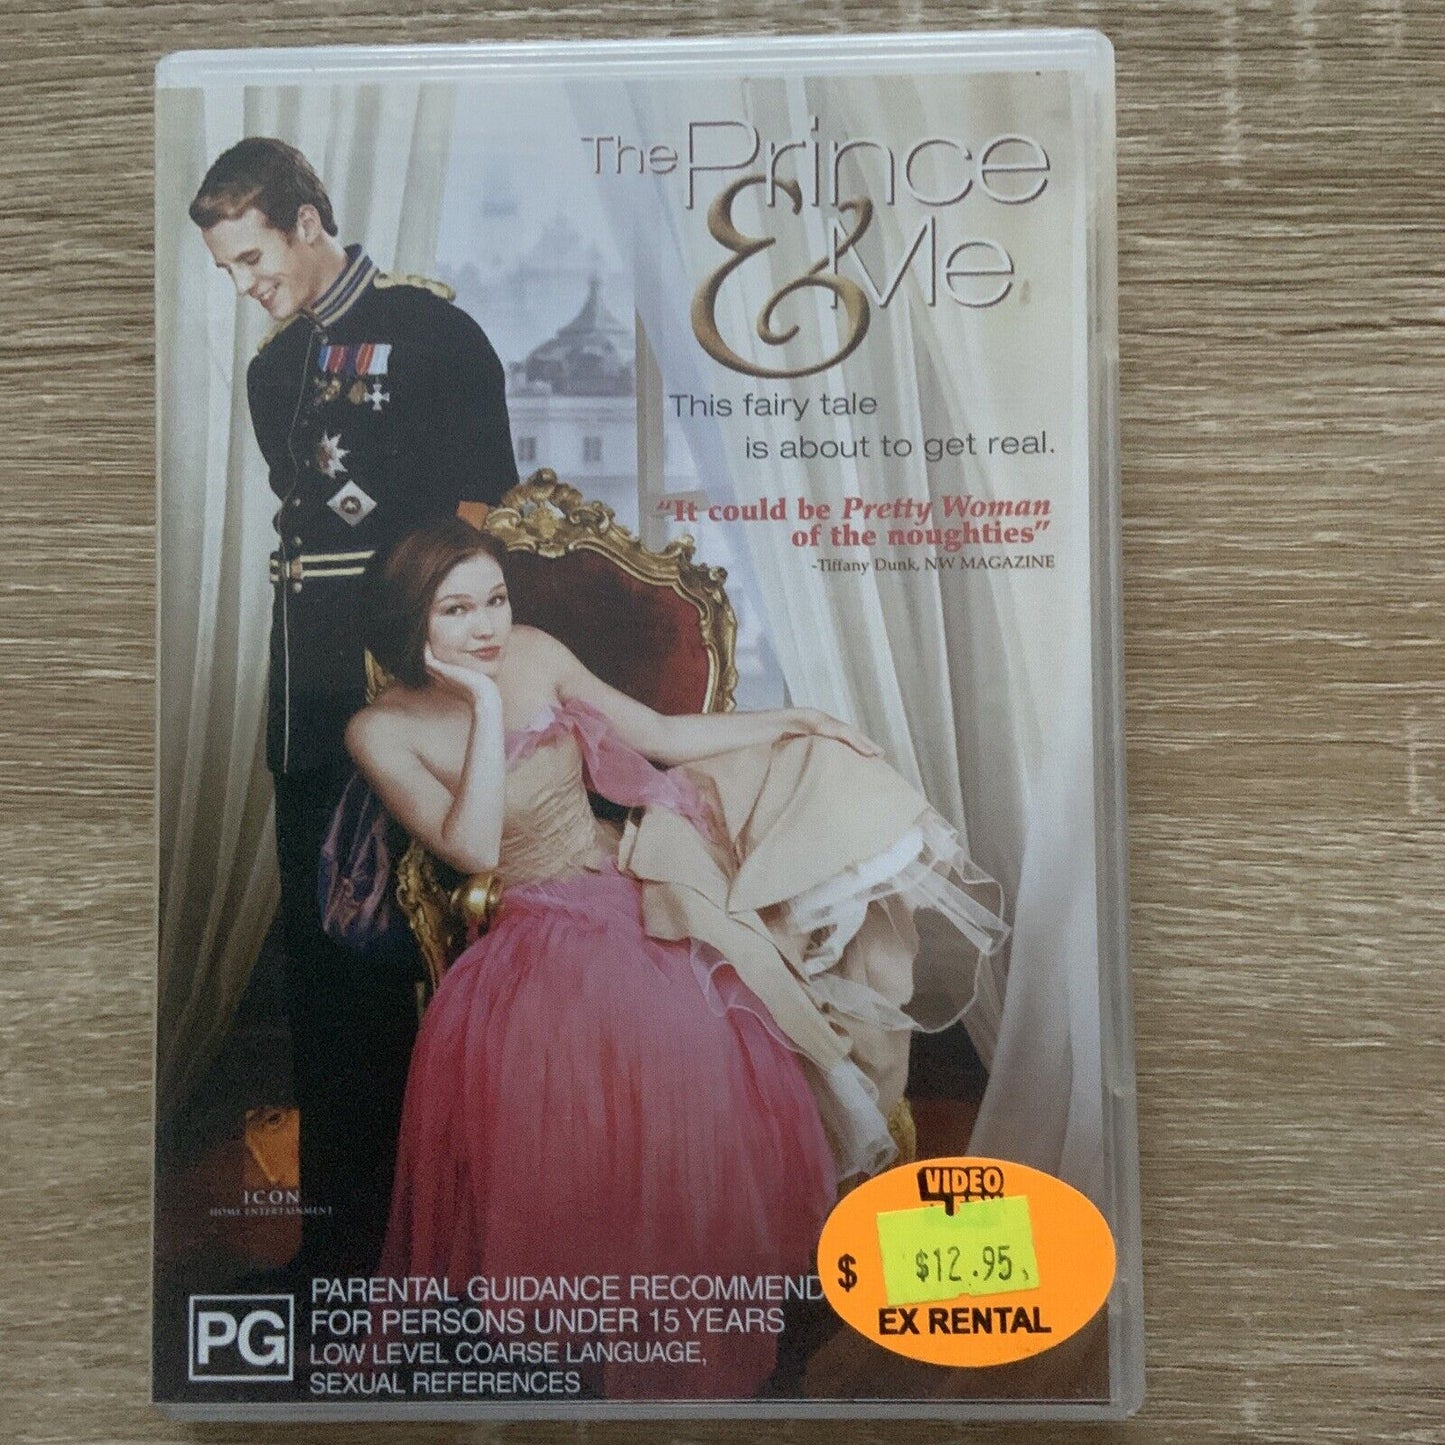 The Prince
& Me
This fairy tale
is about to get real.
"It could be Pretty Woman
of the noughties"
-Tiffany Dunk, NW MAGAZINE
ICON
HOME ENTERTAINMENT
PG
PARENTAL GUIDANCE RECOMMEND
FOR PERSONS UNDER 15 YEARS
LOW LEVEL COARSE LANGUAGE,
SEXUAL REFERENCES
VIDEO
$
$12.95
EX RENTAL